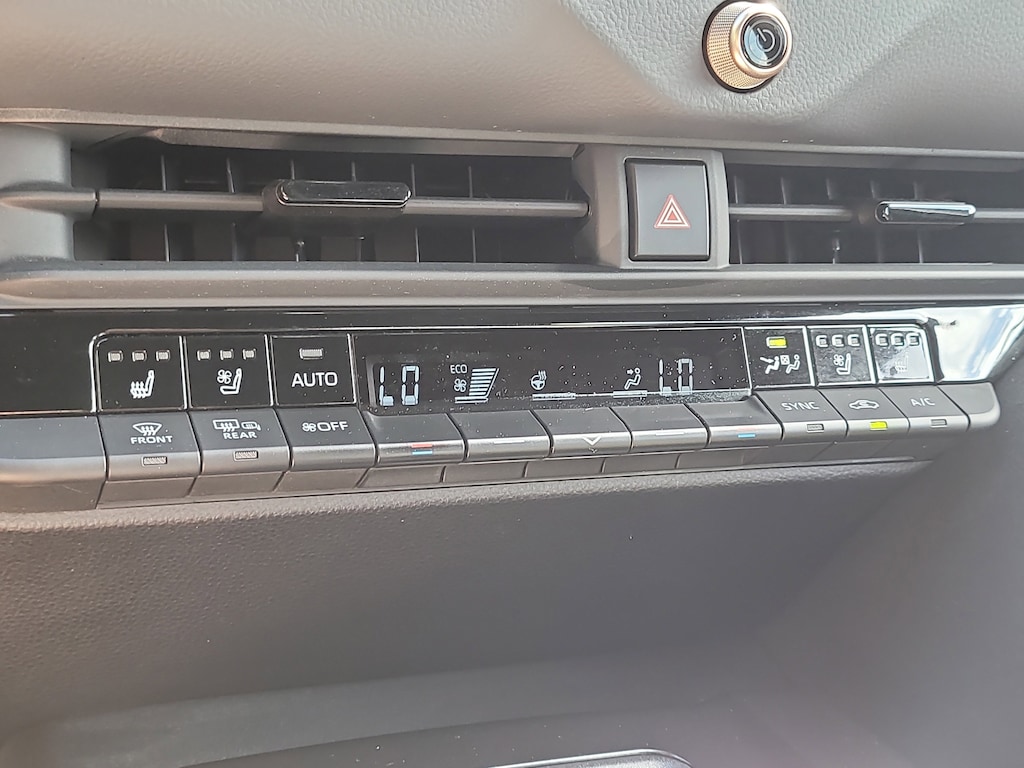 AUTO
LO
ECO
LO
FRONT
REAR
OFF
SYNC
A/C